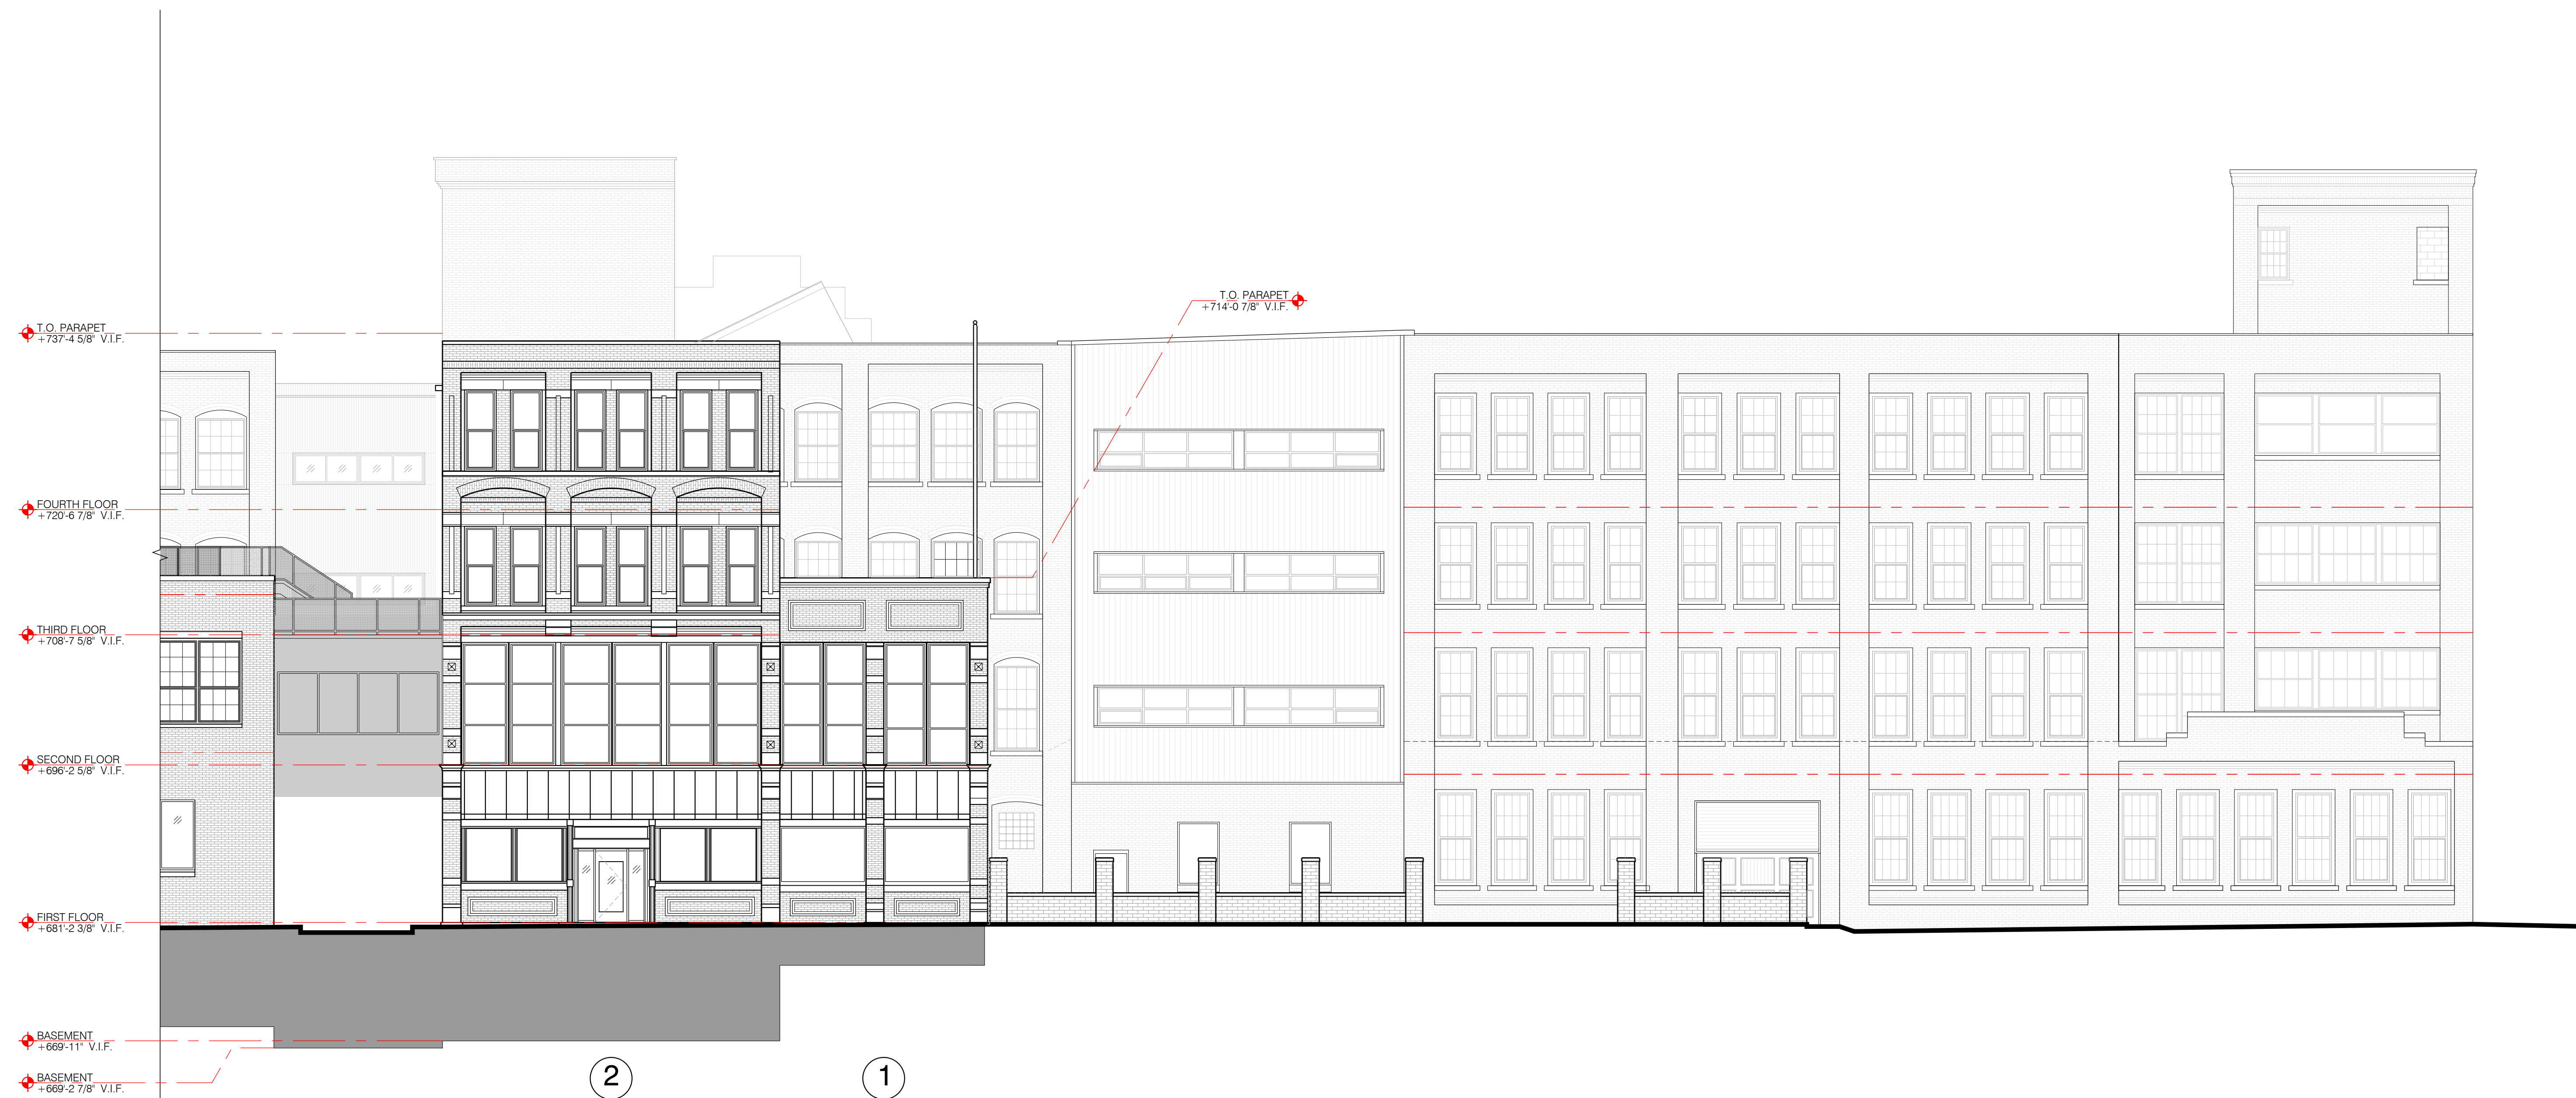 T.O. PARAPET
+714'-0 7/8" V.I.F.
T.O. PARAPET
+737'-4 5/8" V.I.F.
FOURTH FLOOR
+720'-6 7/8" V.I.F.
THIRD FLOOR
+708'-7 5/8" V.I.F.
SECOND FLOOR
+696'-2 5/8" V.I.F.
FIRST FLOOR
+681'-2 3/8" V.I.F.
BASEMENT
+669'-11" V.I.F.
BASEMENT
+669'-2 7/8" V.I.F.
2
1